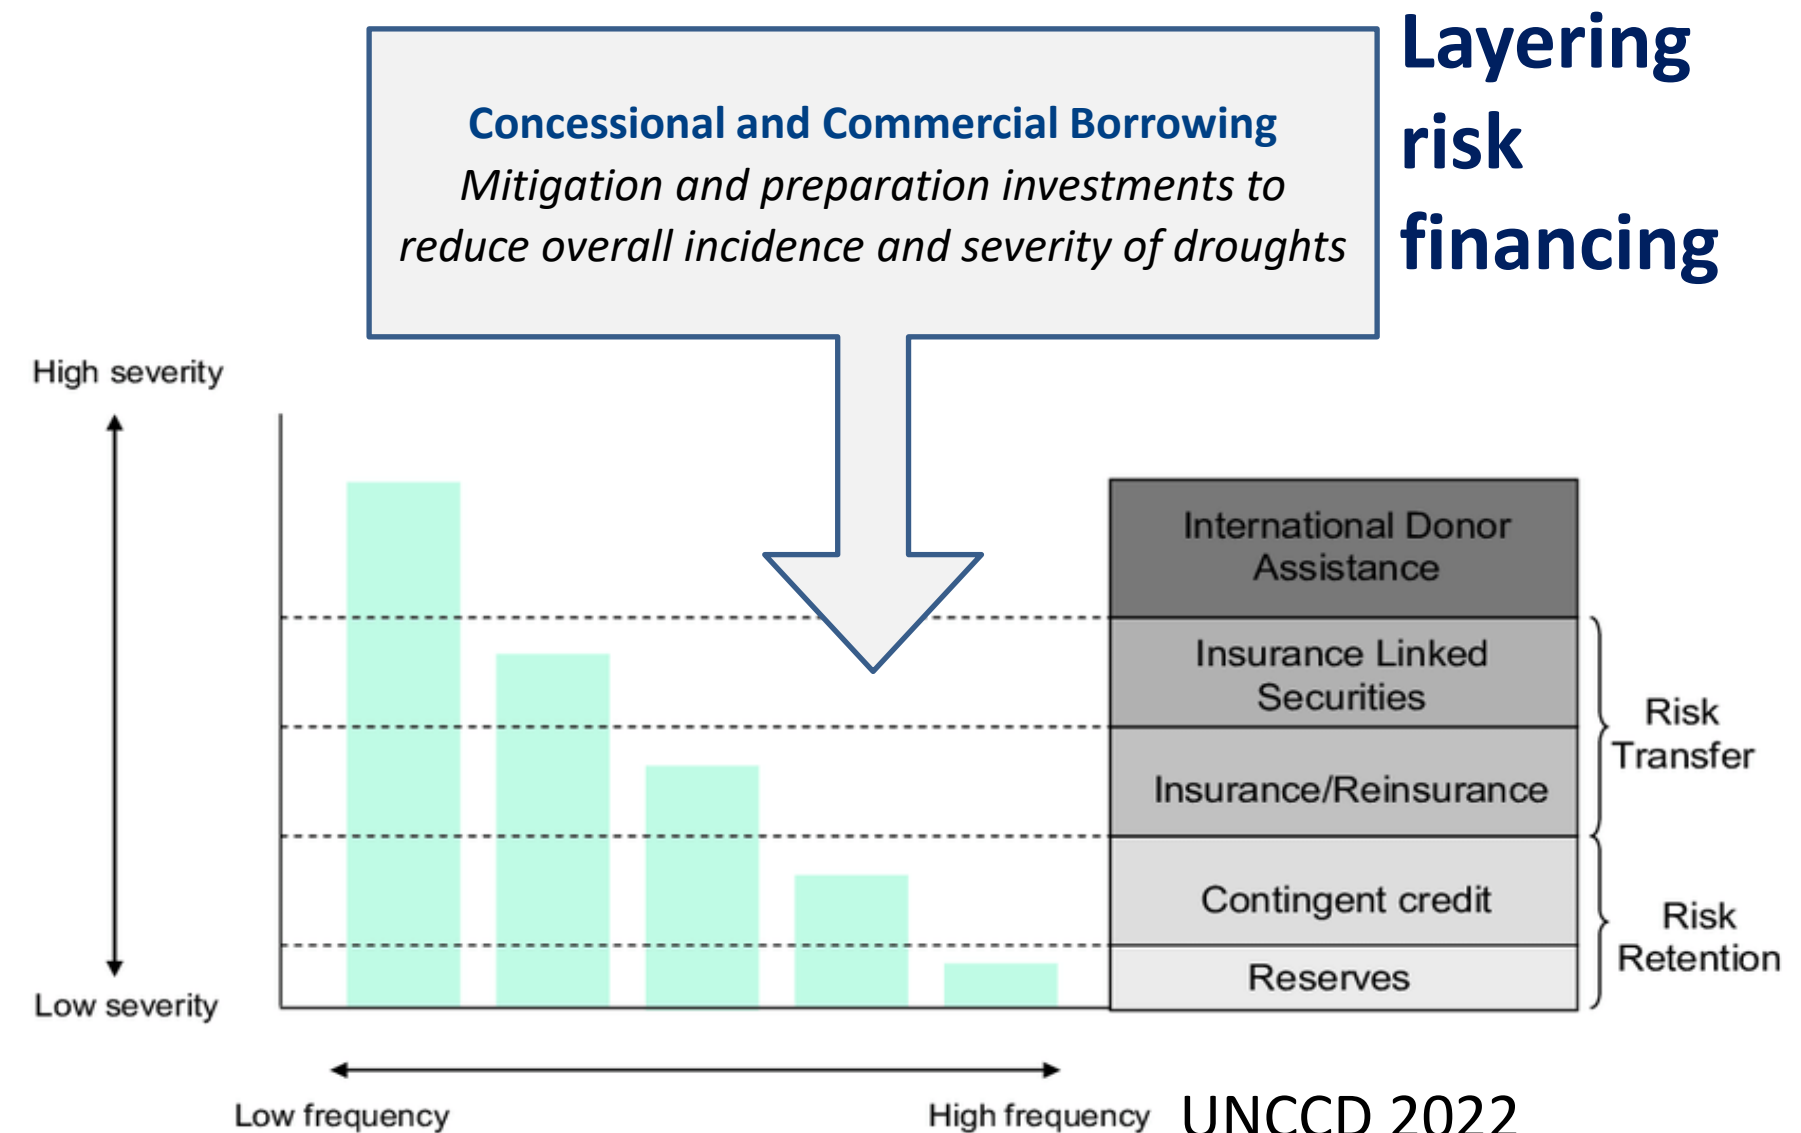 Layering
risk
financing
Concessional and Commercial Borrowing
Mitigation and preparation investments to
reduce overall incidence and severity of droughts
High severity
Low severity
International Donor
Assistance
Insurance Linked
Securities
Insurance/Reinsurance
Contingent credit
Reserves
Risk
Transfer
Risk
Retention
Low frequency
High frequency
UNCCD 2022